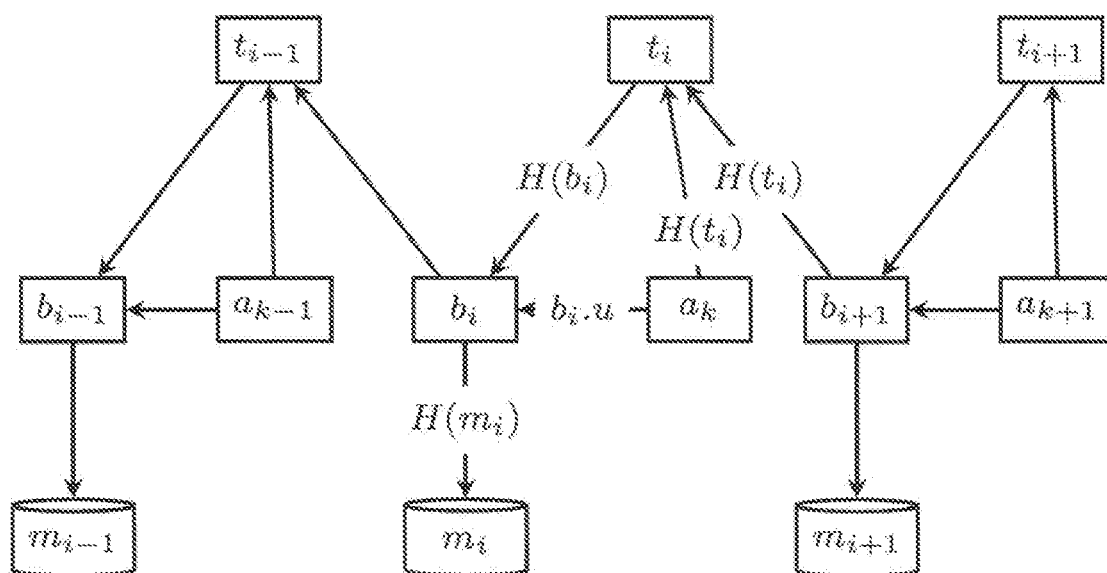 t_{i-1} t_i t_{i+1}
H(b_i) H(t_i)
H(t_i)
b_{i-1} a_{k-1} b_i b_i.u a_k b_{i+1} a_{k+1}
H(m_i)
m_{i-1} m_i m_{i+1}